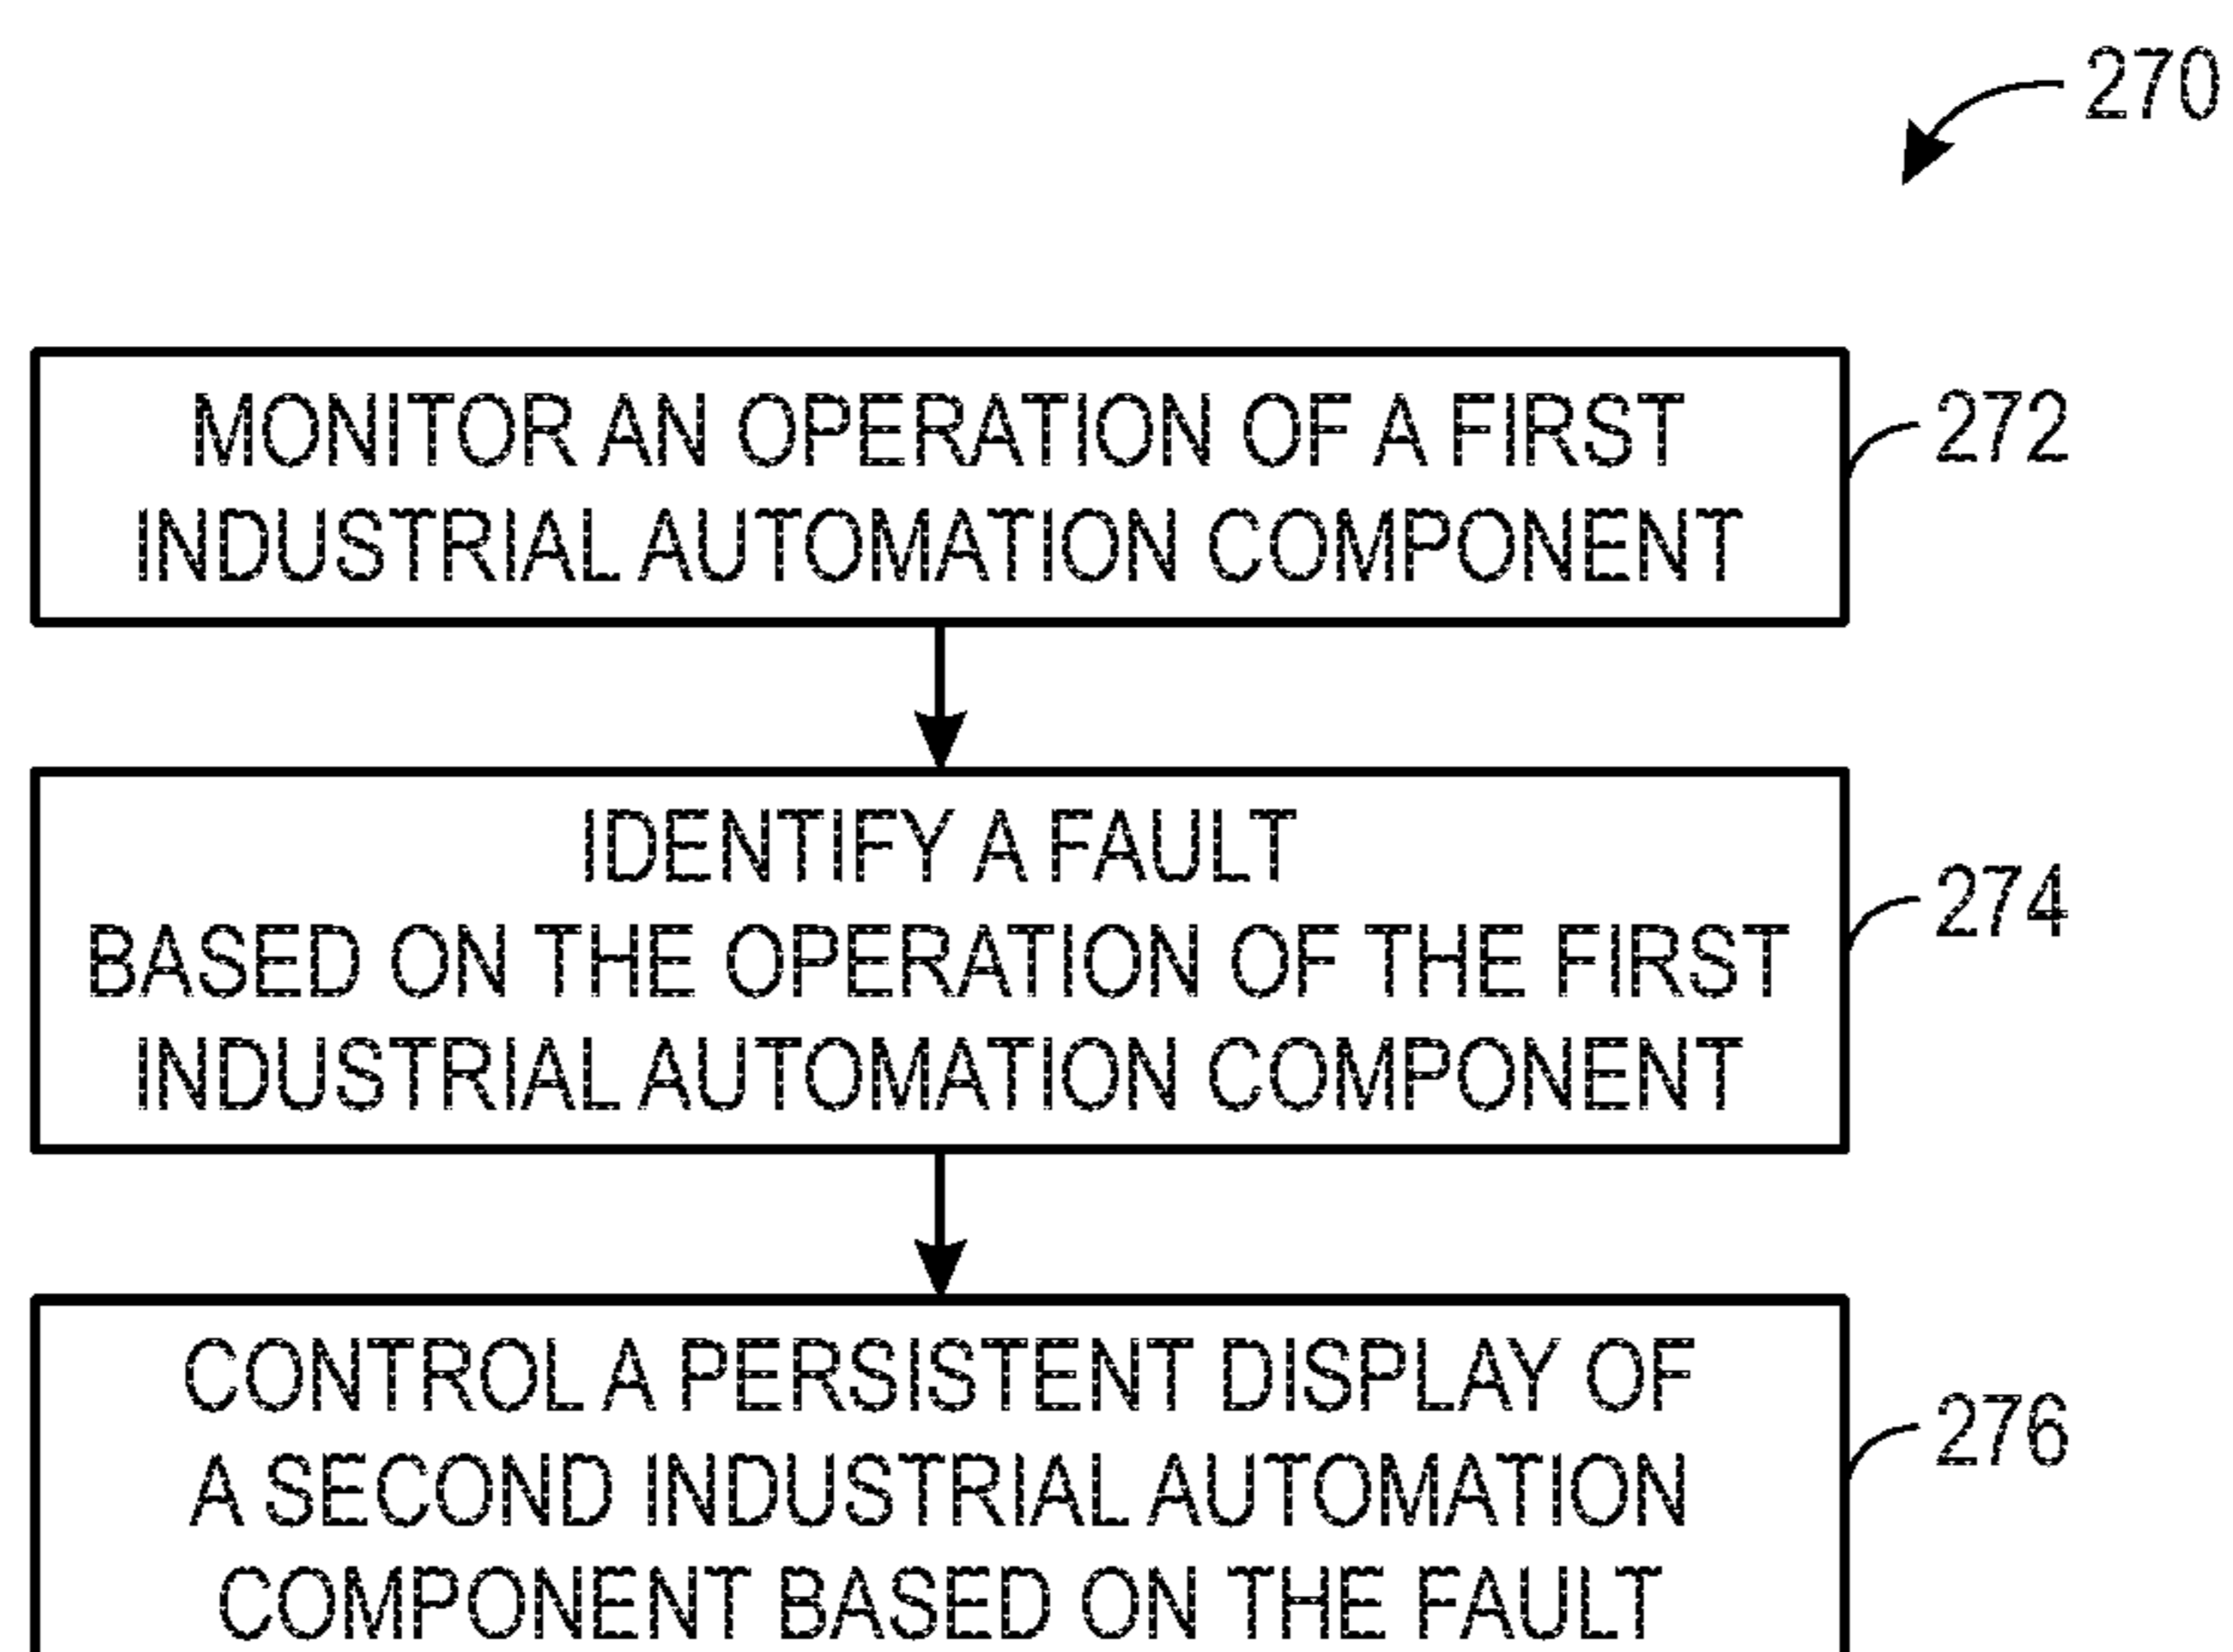 270
MONITOR AN OPERATION OF A FIRST
INDUSTRIAL AUTOMATION COMPONENT
272
IDENTIFY A FAULT
BASED ON THE OPERATION OF THE FIRST
INDUSTRIAL AUTOMATION COMPONENT
274
CONTROL A PERSISTENT DISPLAY OF
A SECOND INDUSTRIAL AUTOMATION
COMPONENT BASED ON THE FAULT
276